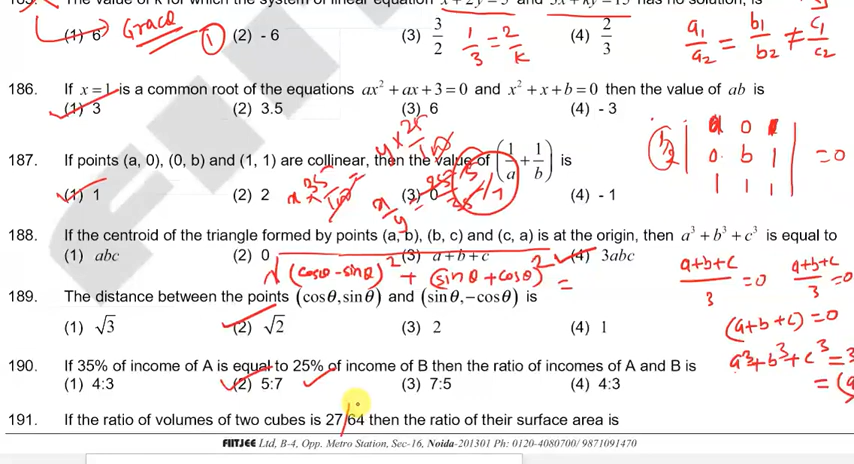 185. The value of k for which the system of linear equation x + 2y = 3 and 5x + ky = 15 has no solution, is
(1) 6 Grace (1) (2) - 6 (3) 3/2 1/3 = 2/k (4) 2/3 a₁/a₂ = b₁/b₂ ≠ c₁/c₂
186. If x = 1 is a common root of the equations ax² + ax + 3 = 0 and x² + x + b = 0 then the value of ab is
(1) 3 (2) 3.5 (3) 6 (4) - 3
187. If points (a, 0), (0, b) and (1, 1) are collinear, then the value of (1/a + 1/b) is
(1) 1 (2) 2 (3) 0 (4) - 1
1/2 | a 0 1 |
| 0 b 1 | = 0
| 1 1 1 |
188. If the centroid of the triangle formed by points (a, b), (b, c) and (c, a) is at the origin, then a³ + b³ + c³ is equal to
(1) abc (2) 0 (3) a + b + c (4) 3abc
√(cosθ - sinθ)² + (sinθ + cosθ)² =
a+b+c/3 = 0 a+b+c/3 = 0
189. The distance between the points (cosθ, sinθ) and (sinθ, -cosθ) is
(1) √3 (2) √2 (3) 2 (4) 1
(a+b+c) = 0
190. If 35% of income of A is equal to 25% of income of B then the ratio of incomes of A and B is
(1) 4:3 (2) 5:7 (3) 7:5 (4) 4:3
a³+b³+c³ = 3
191. If the ratio of volumes of two cubes is 27/64 then the ratio of their surface area is
FIITJEE Ltd, B-4, Opp. Metro Station, Sec-16, Noida-201301 Ph: 0120-4080700/ 9871091470